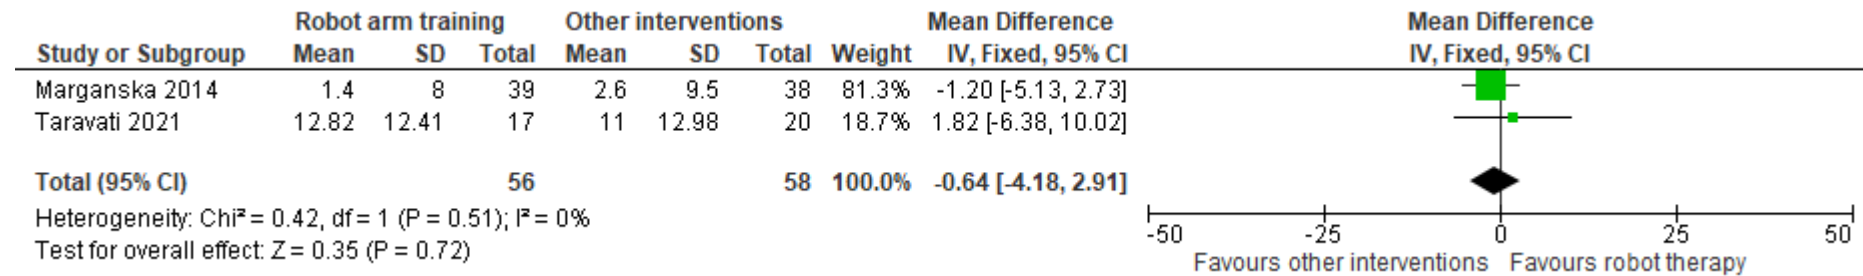 Robot arm training Other interventions Mean Difference Mean Difference
Study or Subgroup Mean SD Total Mean SD Total Weight IV, Fixed, 95% CI IV, Fixed, 95% CI
Marganska 2014 1.4 8 39 2.6 9.5 38 81.3% -1.20 [-5.13, 2.73]
Taravati 2021 12.82 12.41 17 11 12.98 20 18.7% 1.82 [-6.38, 10.02]
Total (95% CI) 56 58 100.0% -0.64 [-4.18, 2.91]
Heterogeneity: Chi² = 0.42, df = 1 (P = 0.51); I² = 0%
Test for overall effect: Z = 0.35 (P = 0.72)
-50 -25 0 25 50
Favours other interventions Favours robot therapy